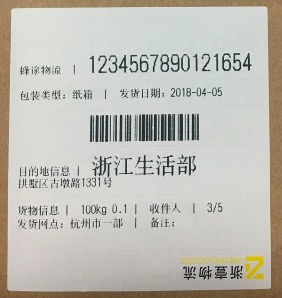 蜂凃物流 | 1234567890121654
包装类型：纸箱 | 发货日期：2018-04-05
目的地信息 | 浙江生活部
拱墅区古墩路1331号
货物信息 | 100kg 0.1 | 收件人 | 3/5
发货网点：杭州市一部 | 备注：
浙壹物流